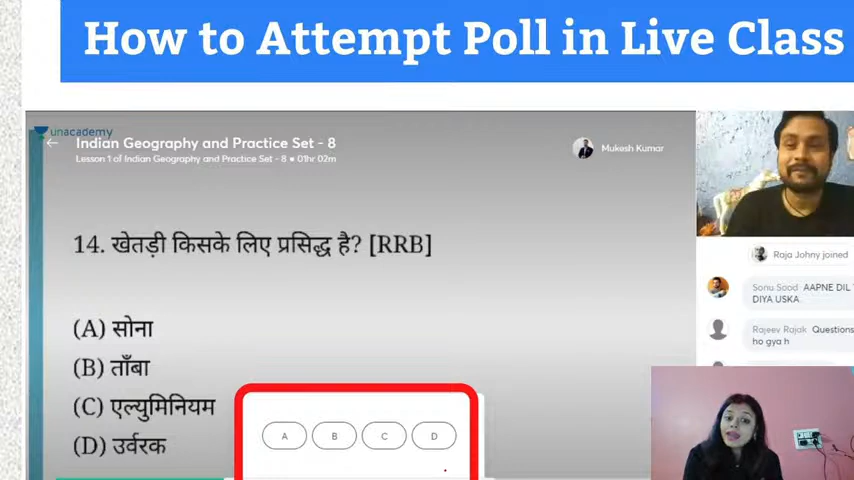 How to Attempt Poll in Live Class
unacademy
Indian Geography and Practice Set - 8
Lesson 1 of Indian Geography and Practice Set - 8 • 01hr 02m
Mukesh Kumar
14. खेतड़ी किसके लिए प्रसिद्ध है? [RRB]
(A) सोना
(B) ताँबा
(C) एल्युमिनियम
(D) उर्वरक
A B C D
Raja Johny joined
Sonu Sood AAPNE DIL
DIYA USKA
Rajeev Rajak Questions
ho gya h